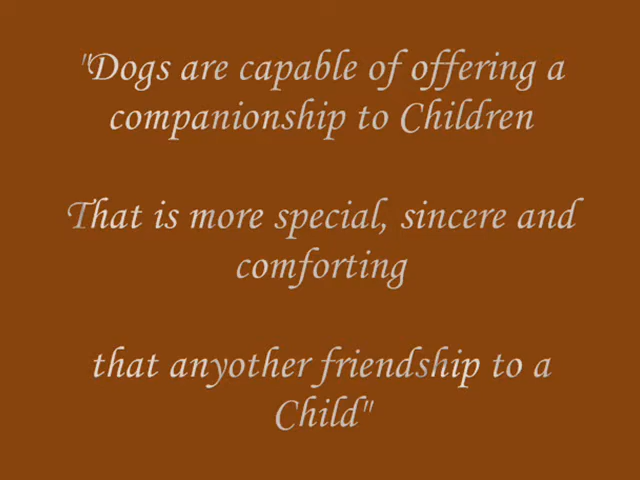 "Dogs are capable of offering a
companionship to Children
That is more special, sincere and
comforting
that anyother friendship to a
Child"